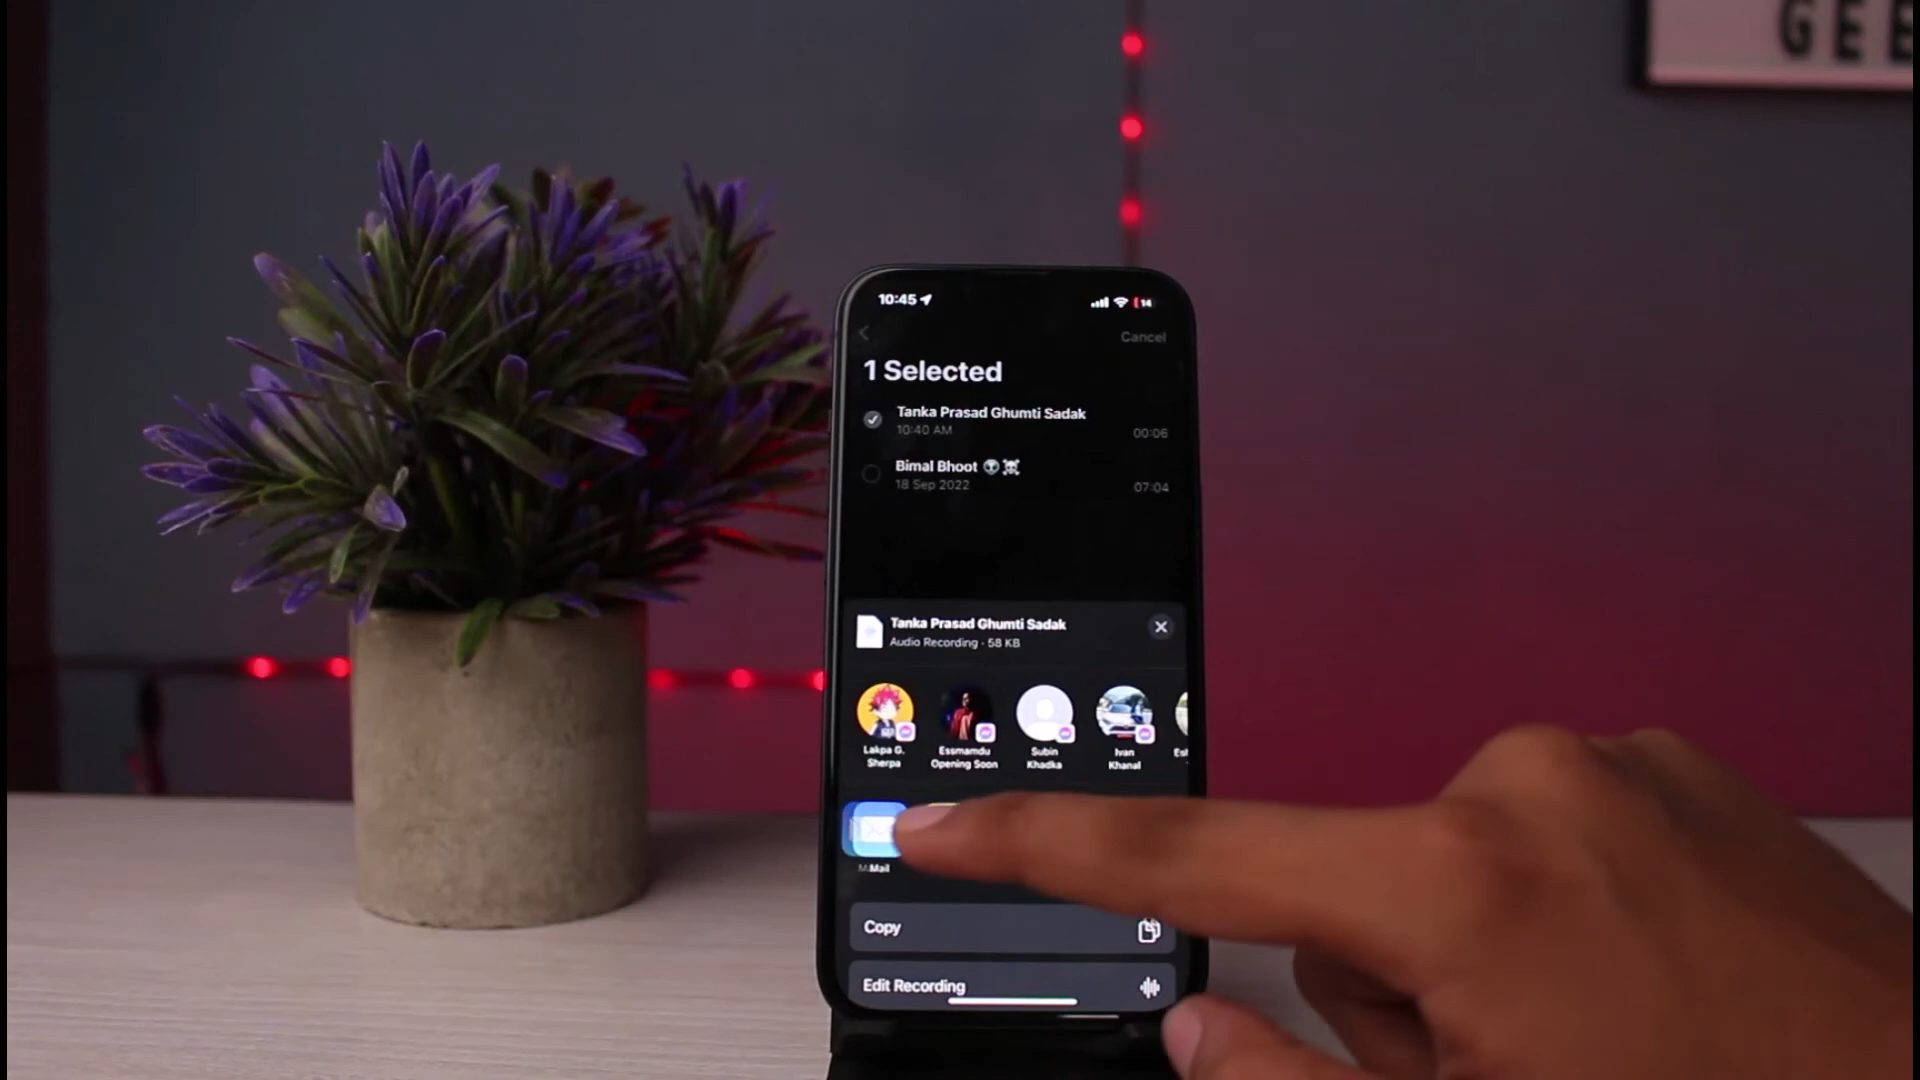 GEE
10:45
14
Cancel
1 Selected
Tanka Prasad Ghumti Sadak
10:40 AM
00:06
Bimal Bhoot 👽☠️
18 Sep 2022
07:04
Tanka Prasad Ghumti Sadak
Audio Recording · 58 KB
Lakpa G.
Sherpa
Essmamdu
Opening Soon
Subin
Khadka
Ivan
Khanal
Mail
Copy
Edit Recording